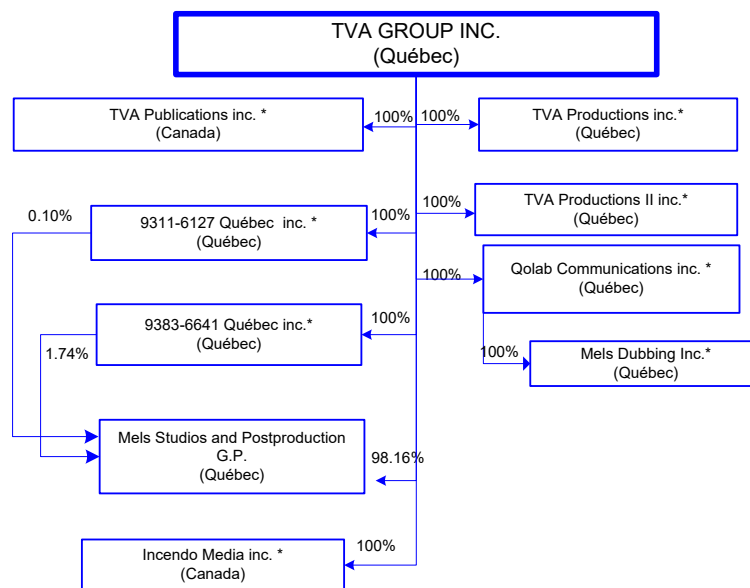 TVA GROUP INC.
(Québec)
TVA Publications inc. *
(Canada)
100%
100%
TVA Productions inc.*
(Québec)
0.10%
9311-6127 Québec inc. *
(Québec)
100%
100%
TVA Productions II inc.*
(Québec)
100%
Qolab Communications inc. *
(Québec)
1.74%
9383-6641 Québec inc.*
(Québec)
100%
100%
Mels Dubbing Inc.*
(Québec)
Mels Studios and Postproduction
G.P.
(Québec)
98.16%
Incendo Media inc. *
(Canada)
100%